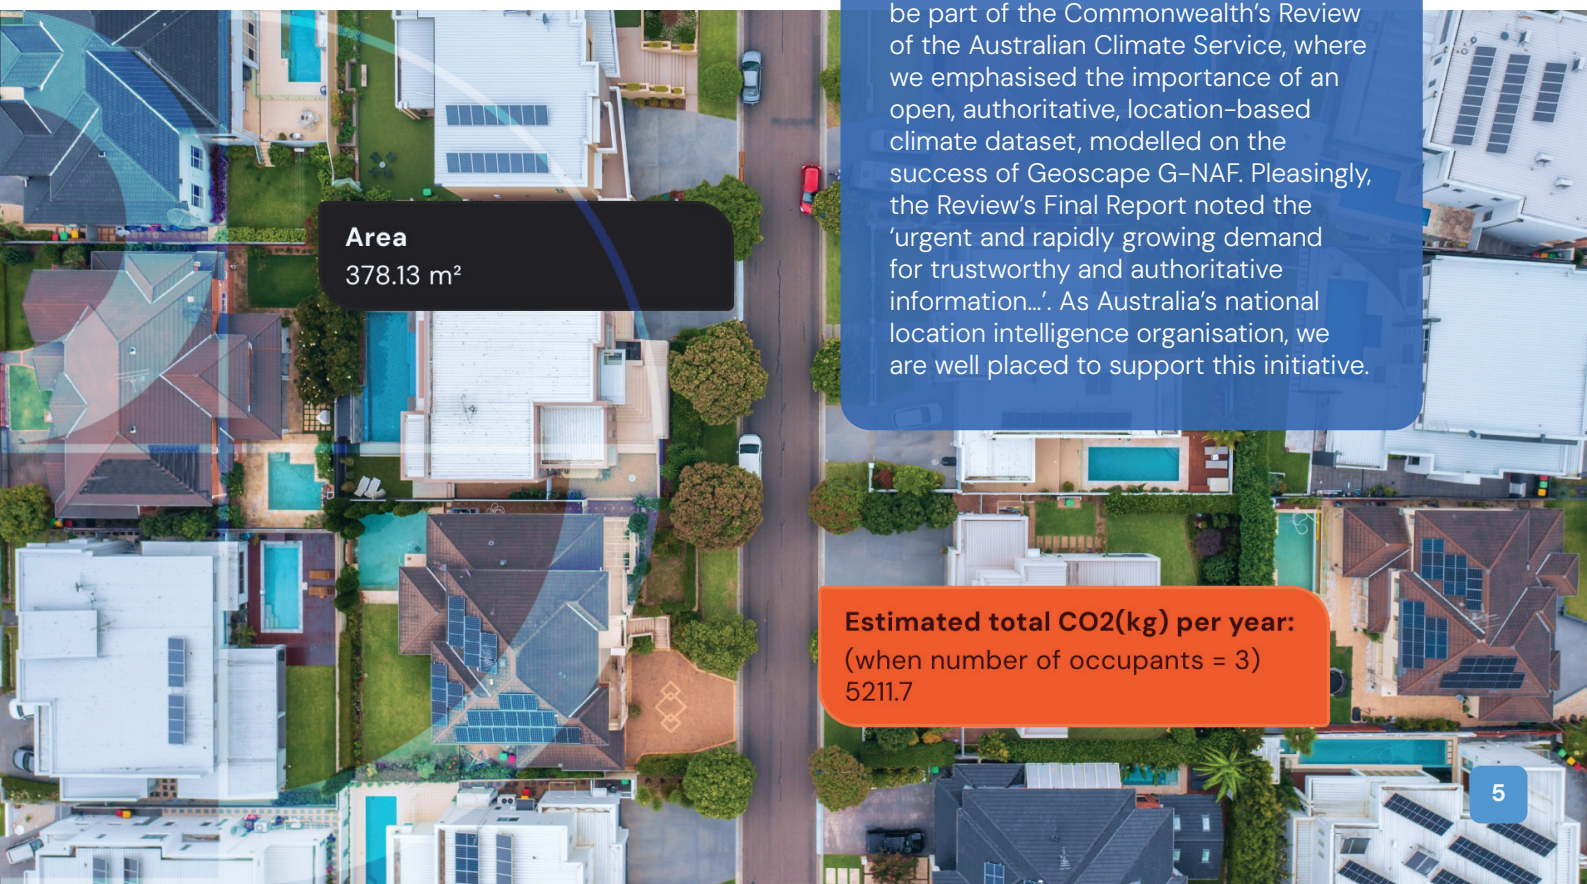 be part of the Commonwealth's Review
of the Australian Climate Service, where
we emphasised the importance of an
open, authoritative, location-based
climate dataset, modelled on the
success of Geoscape G-NAF. Pleasingly,
the Review's Final Report noted the
‘urgent and rapidly growing demand
for trustworthy and authoritative
information...’. As Australia's national
location intelligence organisation, we
are well placed to support this initiative.
Area
378.13 m²
Estimated total CO2(kg) per year:
(when number of occupants = 3)
5211.7
5